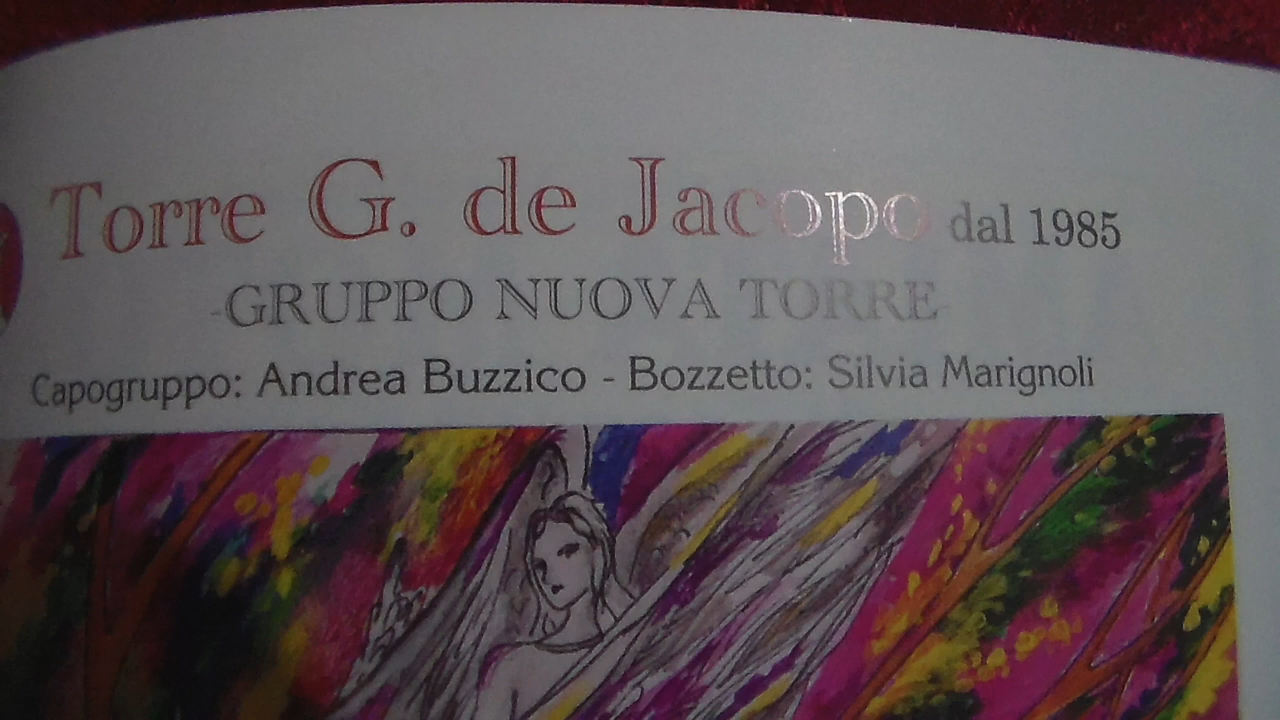 Torre G. de Jacopo dal 1985
-GRUPPO NUOVA TORRE-
Capogruppo: Andrea Buzzico - Bozzetto: Silvia Marignoli